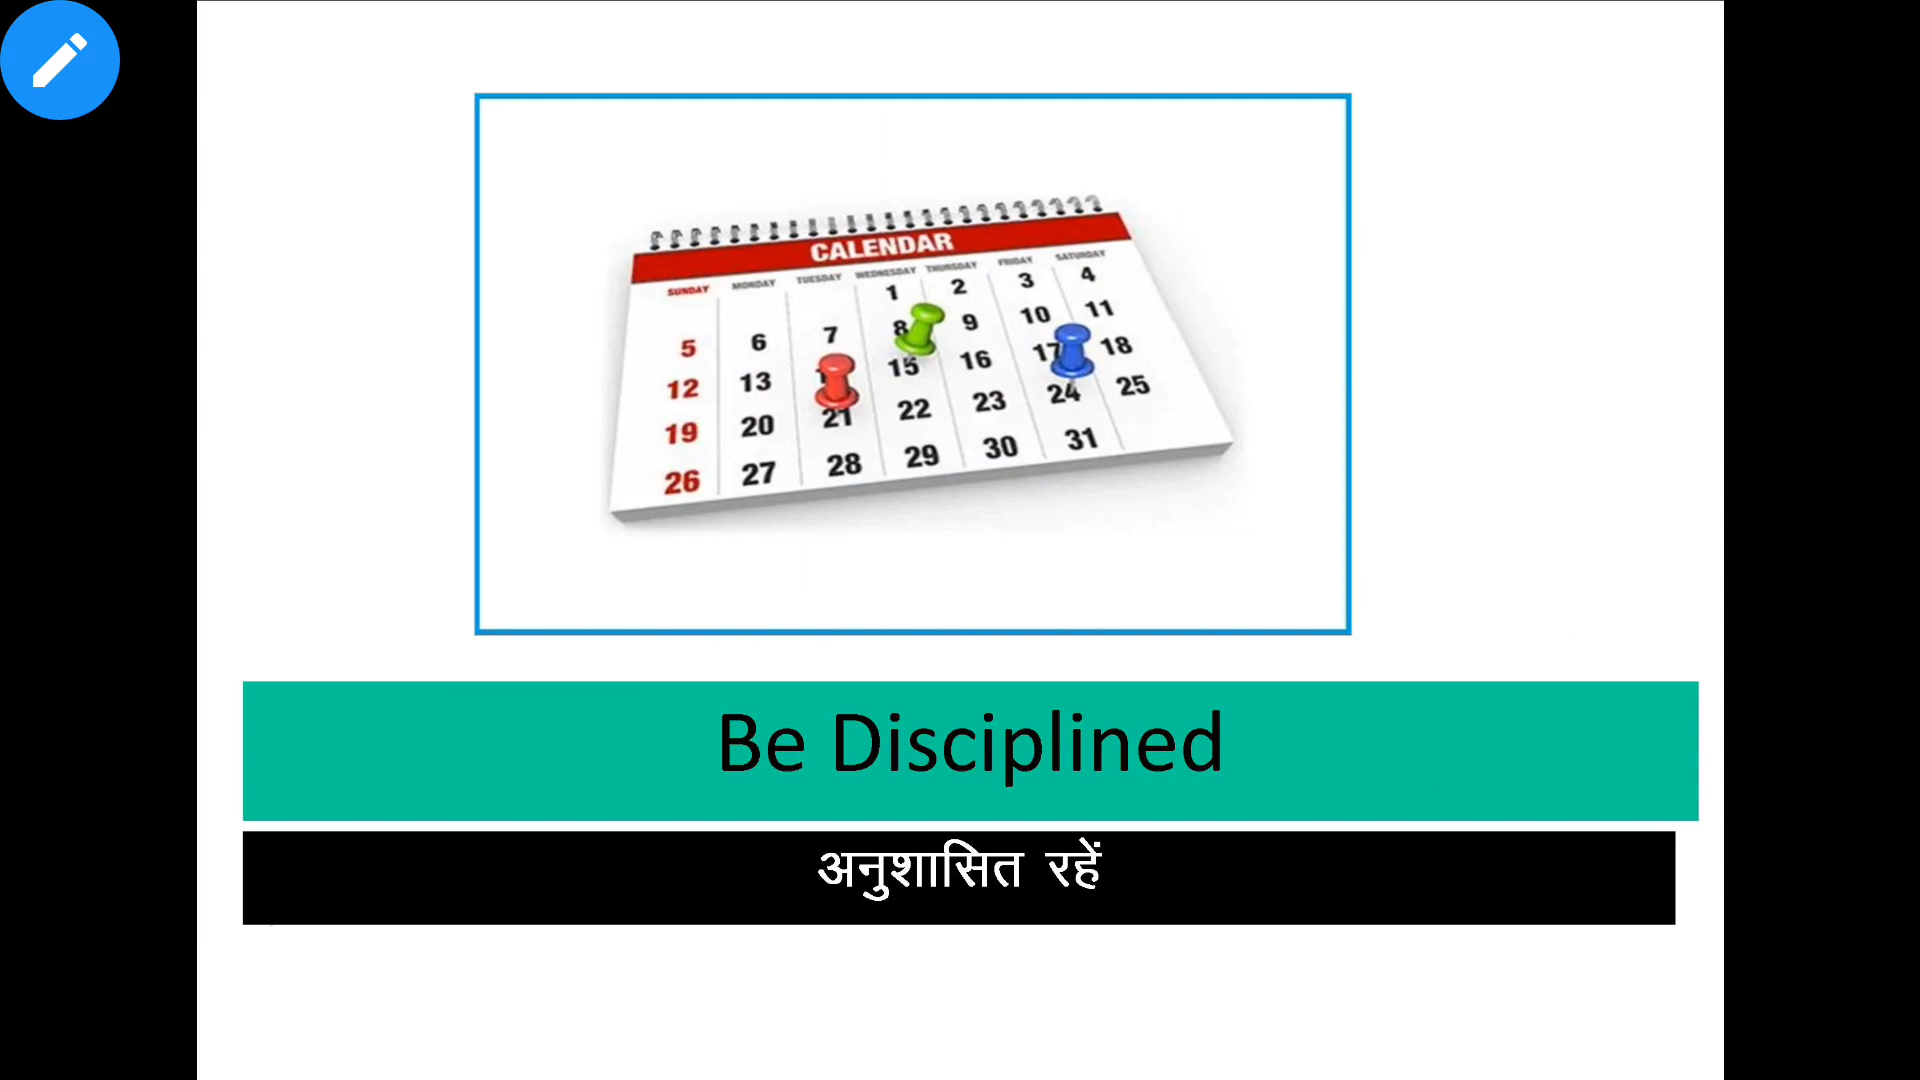 CALENDAR
SUNDAY MONDAY TUESDAY WEDNESDAY THURSDAY FRIDAY SATURDAY
1 2 3 4
5 6 7 8 9 10 11
12 13 15 16 17 18
19 20 21 22 23 24 25
26 27 28 29 30 31
Be Disciplined
अनुशासित रहें